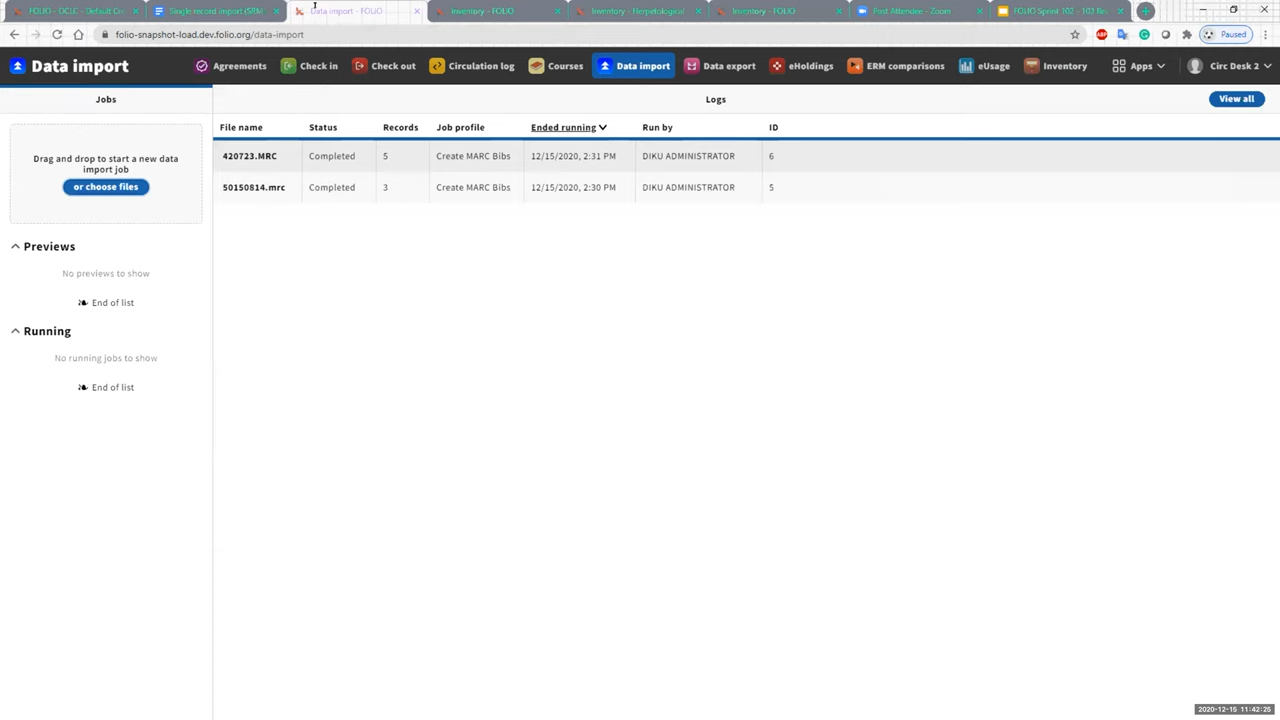 FOLIO - OCLC - Default Cr
Single record import (SRM
Data import - FOLIO
Inventory - FOLIO
Inventory - Herpetological
Inventory - FOLIO
Post Attendee - Zoom
FOLIO Sprint 102 - 103 Re
folio-snapshot-load.dev.folio.org/data-import
Paused
Data import
Agreements
Check in
Check out
Circulation log
Courses
Data import
Data export
eHoldings
ERM comparisons
eUsage
Inventory
Apps
Circ Desk 2
Jobs
Logs
View all
File name Status Records Job profile Ended running Run by ID
420723.MRC Completed 5 Create MARC Bibs 12/15/2020, 2:31 PM DIKU ADMINISTRATOR 6
50150814.mrc Completed 3 Create MARC Bibs 12/15/2020, 2:30 PM DIKU ADMINISTRATOR 5
Drag and drop to start a new data
import job
or choose files
Previews
No previews to show
End of list
Running
No running jobs to show
End of list
2020-12-15 11:42:25